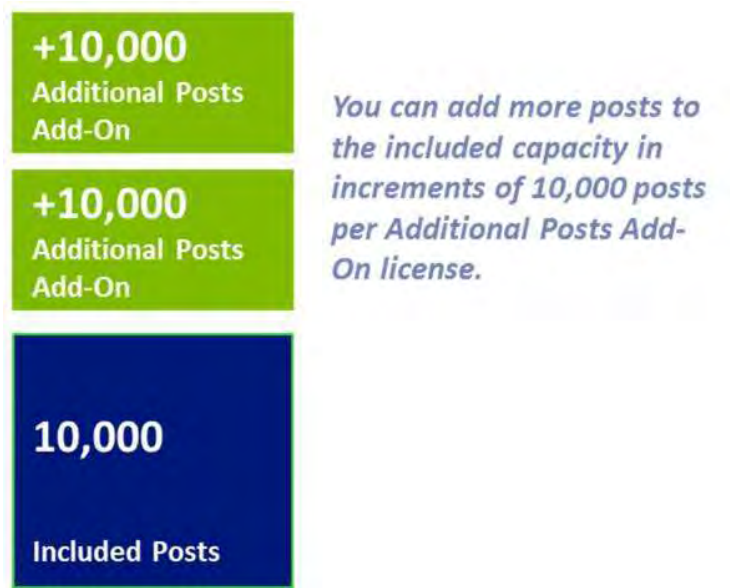 +10,000
Additional Posts
Add-On
+10,000
Additional Posts
Add-On
10,000
Included Posts
You can add more posts to
the included capacity in
increments of 10,000 posts
per Additional Posts Add-
On license.